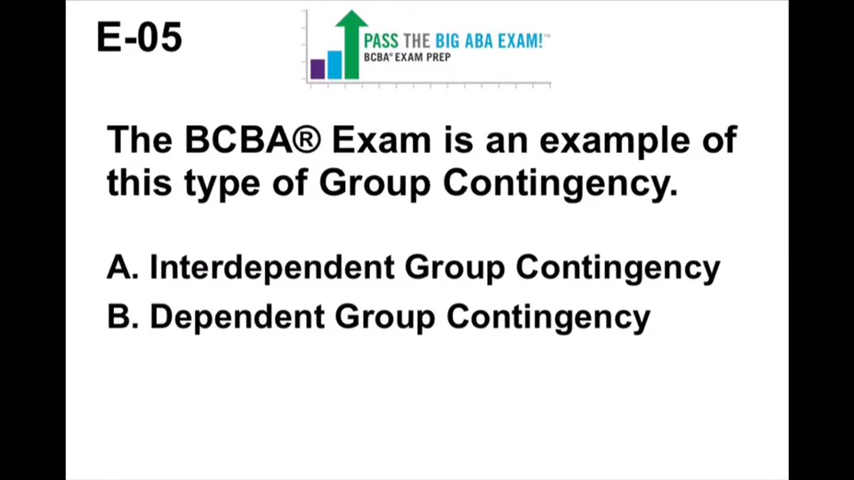 E-05
PASS THE BIG ABA EXAM!™
BCBA® EXAM PREP
The BCBA® Exam is an example of
this type of Group Contingency.
A. Interdependent Group Contingency
B. Dependent Group Contingency